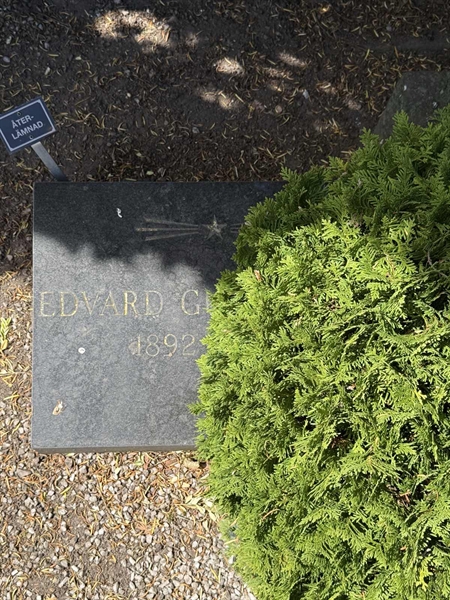 ÅTER-
LÄMNAD
EDVARD G
1892